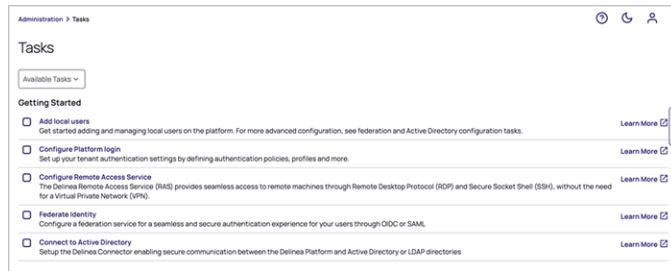 Administration > Tasks
Tasks
Available Tasks
Getting Started
Add local users
Learn More
Get started adding and managing local users on the platform. For more advanced configuration, see federation and Active Directory configuration tasks.
Configure Platform login
Learn More
Set up your tenant authentication settings by defining authentication policies, profiles and more.
Configure Remote Access Service
Learn More
The Delinea Remote Access Service (RAS) provides seamless access to remote machines through Remote Desktop Protocol (RDP) and Secure Socket Shell (SSH), without the need
for a Virtual Private Network (VPN).
Federate Identity
Learn More
Configure a federation service for a seamless and secure authentication experience for your users through OIDC or SAML
Connect to Active Directory
Learn More
Setup the Delinea Connector enabling secure communication between the Delinea Platform and Active Directory or LDAP directories